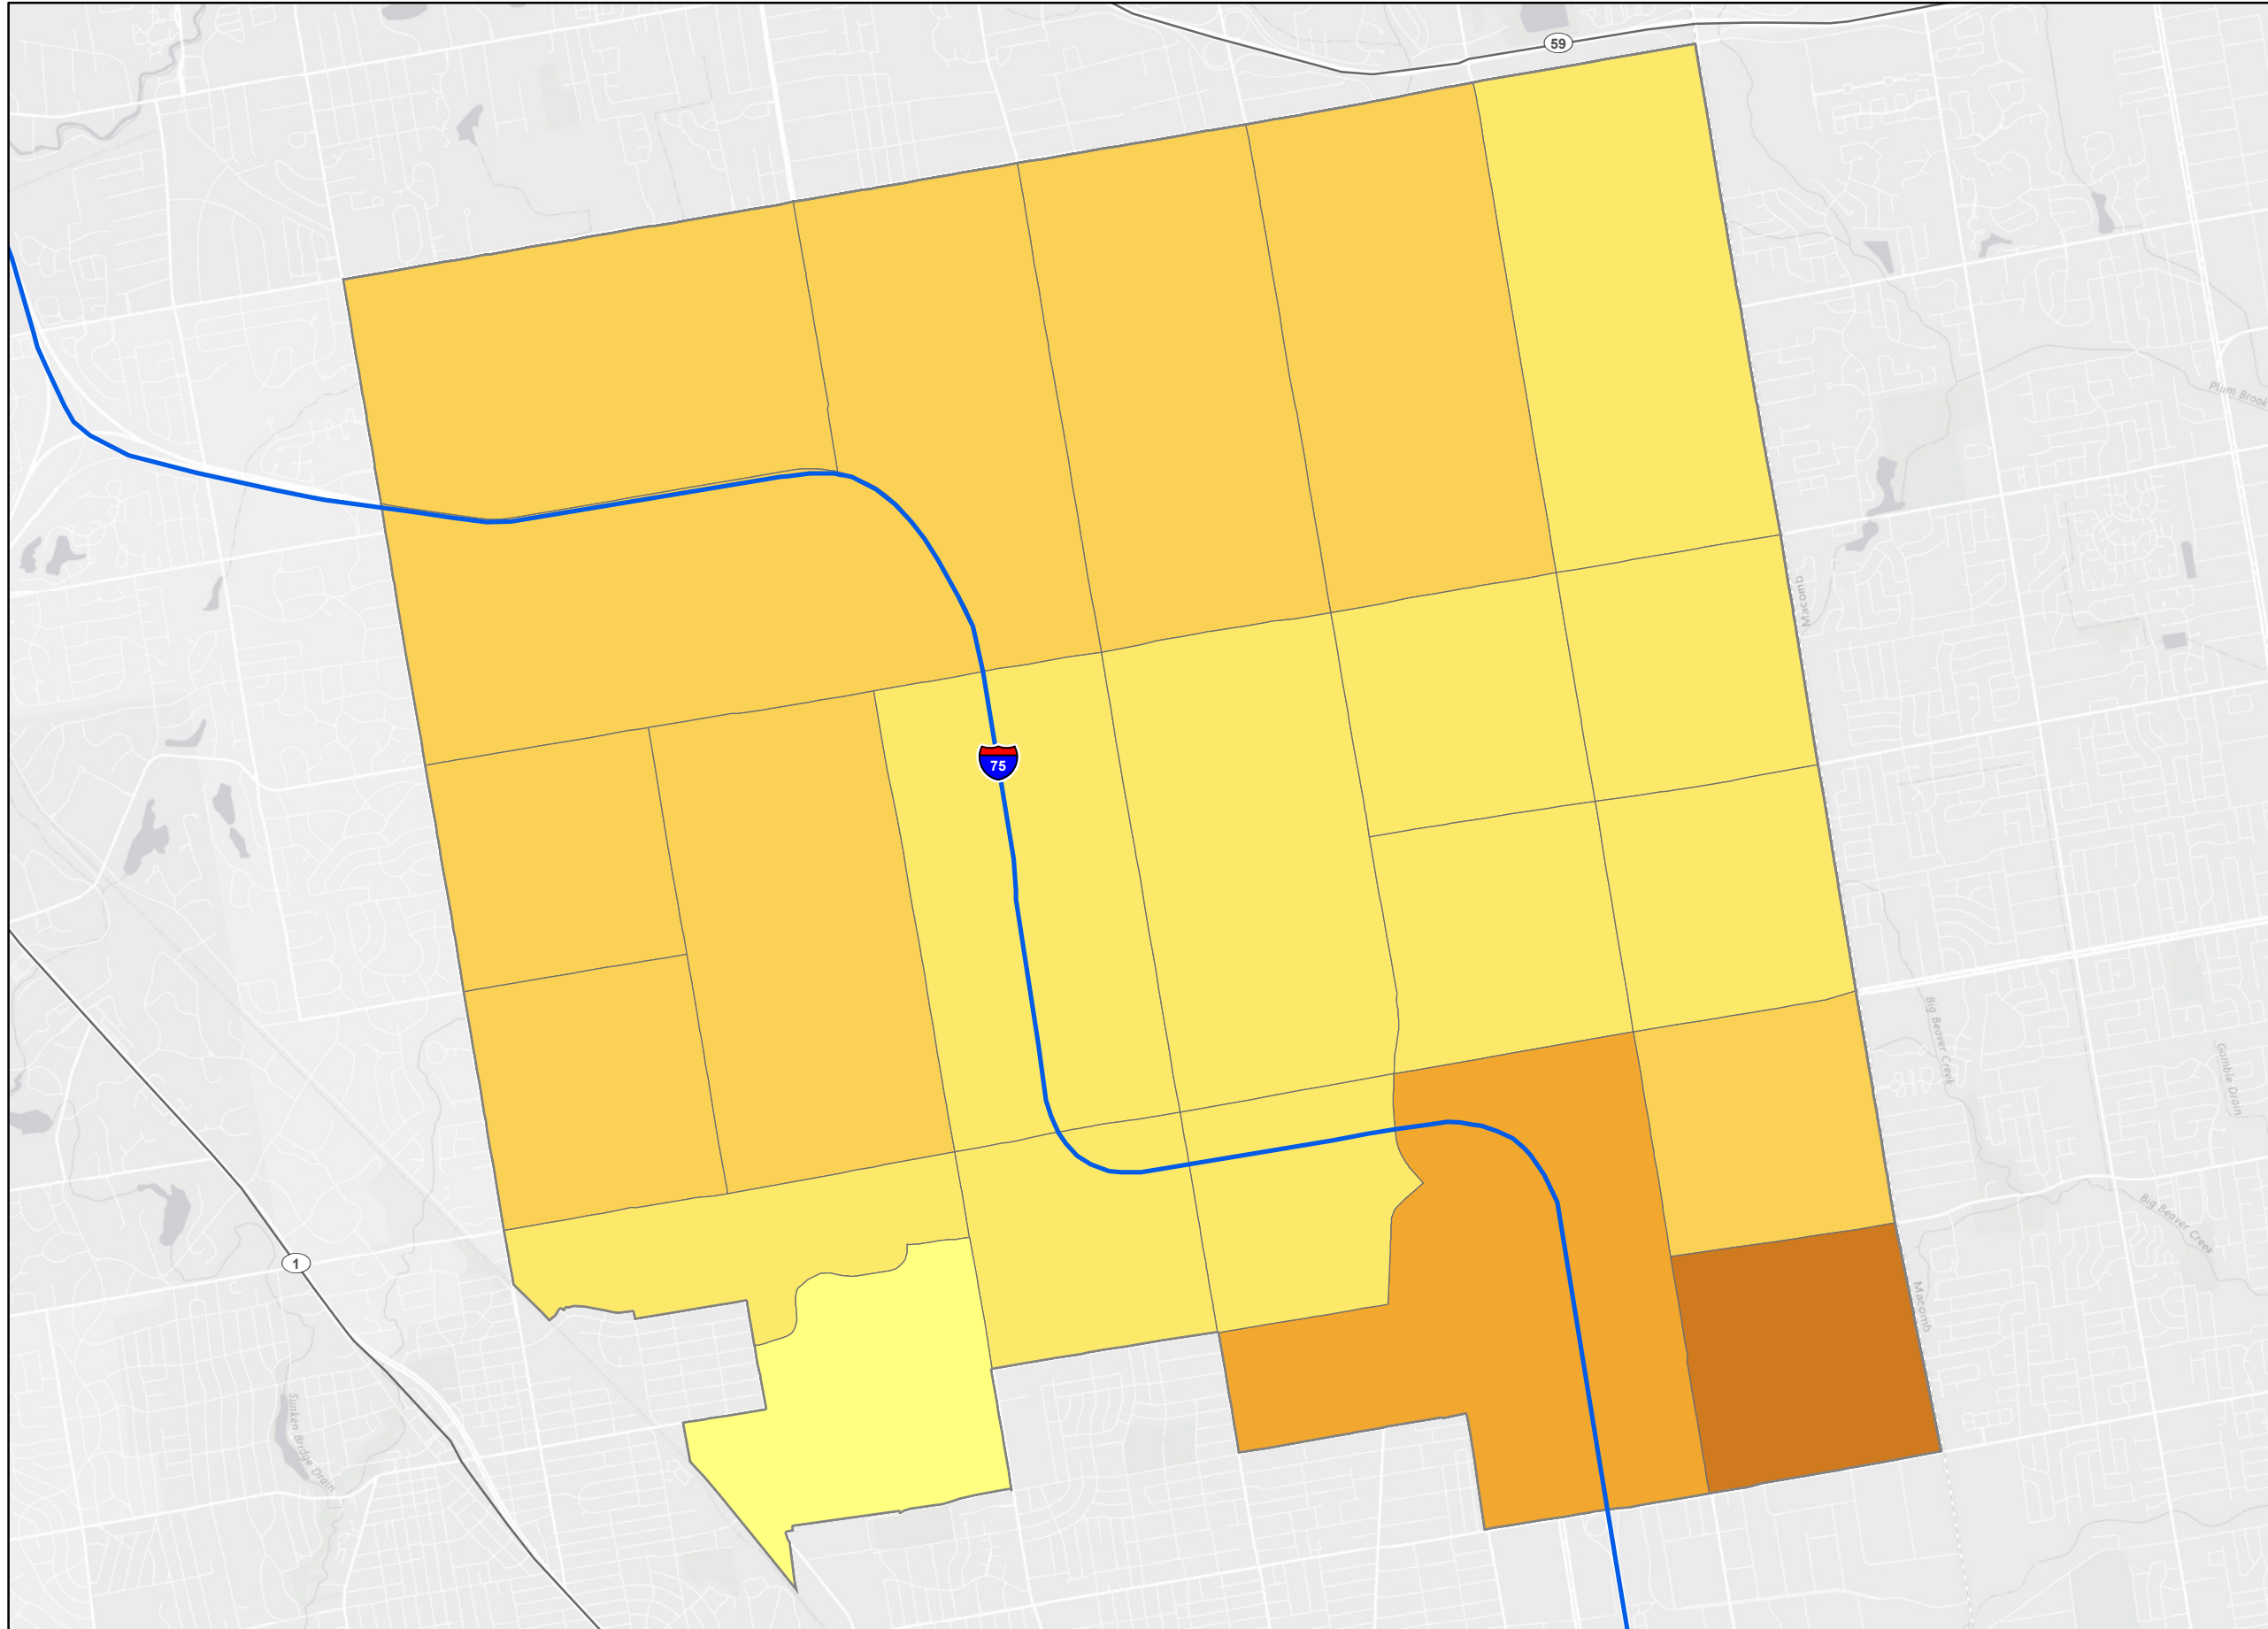 59
Plum Brook
Macomb
75
Big Beaver Creek
Gamble Drain
Big Beaver Creek
1
Macomb
Sunken Bridge Drain